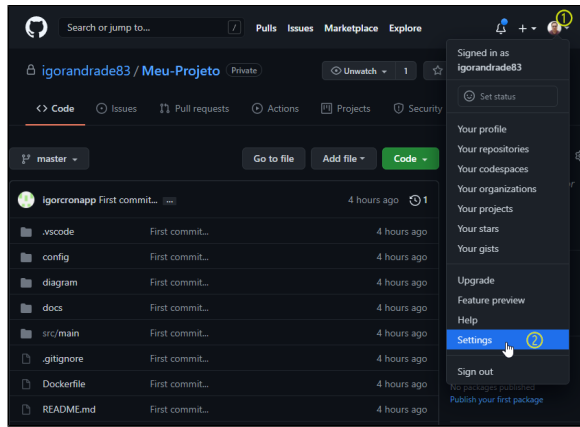 Search or jump to...
/
Pulls Issues Marketplace Explore
1
igorandrade83 / Meu-Projeto Private
Unwatch 1
Code Issues Pull requests Actions Projects Security
master
Go to file Add file Code
igorcronapp First commit... ... 4 hours ago 1
.vscode First commit... 4 hours ago
config First commit... 4 hours ago
diagram First commit... 4 hours ago
docs First commit... 4 hours ago
src/main First commit... 4 hours ago
.gitignore First commit... 4 hours ago
Dockerfile First commit... 4 hours ago
README.md First commit... 4 hours ago
Signed in as
igorandrade83
Set status
Your profile
Your repositories
Your codespaces
Your organizations
Your projects
Your stars
Your gists
Upgrade
Feature preview
Help
Settings 2
Sign out
No packages published
Publish your first package